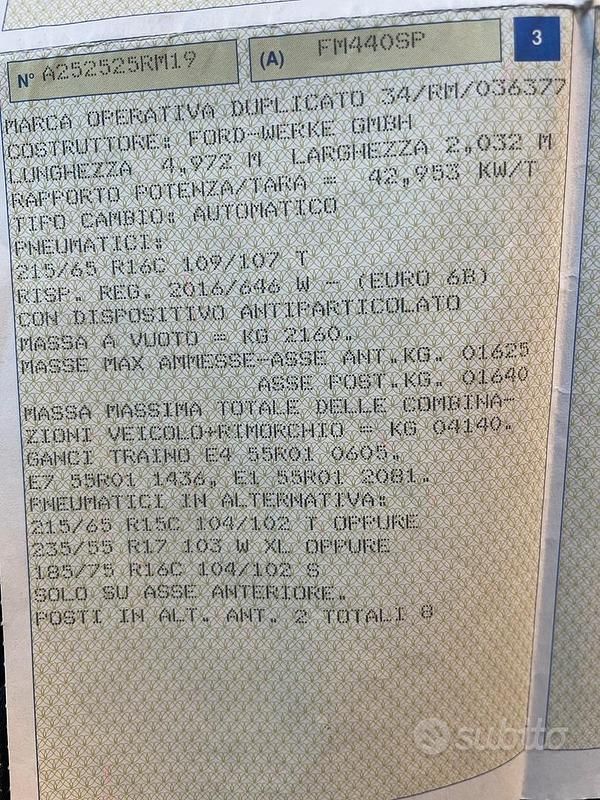 3
N° A252525RM19 (A) FM440SP
MARCA OPERATIVA DUPLICATO 34/RM/036377
COSTRUTTORE: FORD-WERKE GMBH
LUNGHEZZA 4,972 M LARGHEZZA 2,032 M
RAPPORTO POTENZA/TARA = 42,953 KW/T
TIPO CAMBIO: AUTOMATICO
PNEUMATICI:
215/65 R16C 109/107 T
RISP. REG. 2016/646 W - (EURO 6B)
CON DISPOSITIVO ANTIPARTICOLATO
MASSA A VUOTO = KG 2160.
MASSE MAX AMMESSE-ASSE ANT.KG. 01625
ASSE POST.KG. 01640
MASSA MASSIMA TOTALE DELLE COMBINA-
ZIONI VEICOLO+RIMORCHIO = KG 04140.
GANCI TRAINO E4 55R01 0605.
E7 55R01 1436. E1 55R01 2081.
PNEUMATICI IN ALTERNATIVA:
215/65 R15C 104/102 T OPPURE
235/55 R17 103 W XL OPPURE
185/75 R16C 104/102 S
SOLO SU ASSE ANTERIORE.
POSTI IN ALT. ANT. 2 TOTALI 8
subito